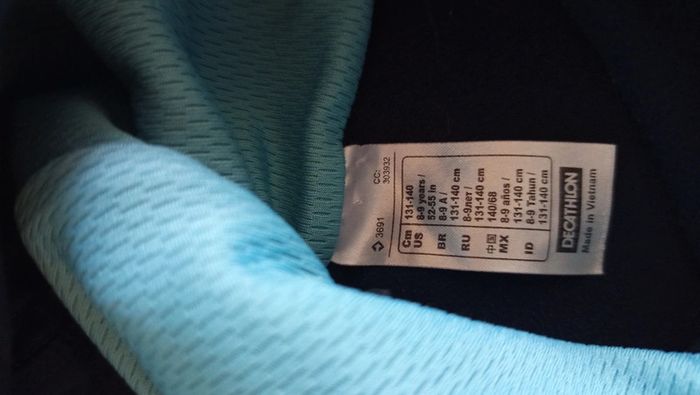 3691 CC:
303932
Cm 131-140
US 8-9 years /
52-55 in
BR 8-9 A /
131-140 cm
RU 8-9лет /
131-140 cm
中国 140/68
MX 8-9 años /
131-140 cm
ID 8-9 Tahun /
131-140 cm
DECATHLON
Made in Vietnam